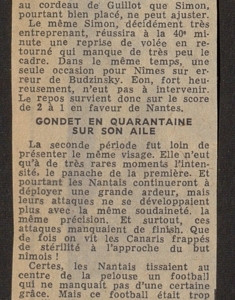 au cordeau de Guillot que Simon,
pourtant bien placé, ne peut ajuster.
Le même Simon, décidément très
entreprenant, réussira à la 40e mi-
nute une reprise de volée en re-
tourné qui manque de très peu le
cadre. Dans le même temps, une
seule occasion pour Nîmes sur er-
reur de Budzinsky. Eon, fort heu-
reusement, n'eut pas à intervenir.
Le repos survient donc sur le score
de 2 à 1 en faveur de Nantes.
GONDET EN QUARANTAINE
SUR SON AILE
La seconde période fut loin de
présenter le même visage. Elle n'eut
qu'à de très rares moments l'inten-
sité, le panache de la première. Et
pourtant les Nantais continueront à
déployer une grande ardeur, mais
leurs attaques ne se développaient
plus avec la même soudaineté, la
même précision. Et surtout, ces
attaques manquaient de finish. Que
de fois on vit les Canaris frappés
de stérilité à l'approche du but
nîmois !
Certes, les Nantais tissaient au
centre de la pelouse un football
qui ne manquait pas d'une certaine
grâce. Mais ce football était trop